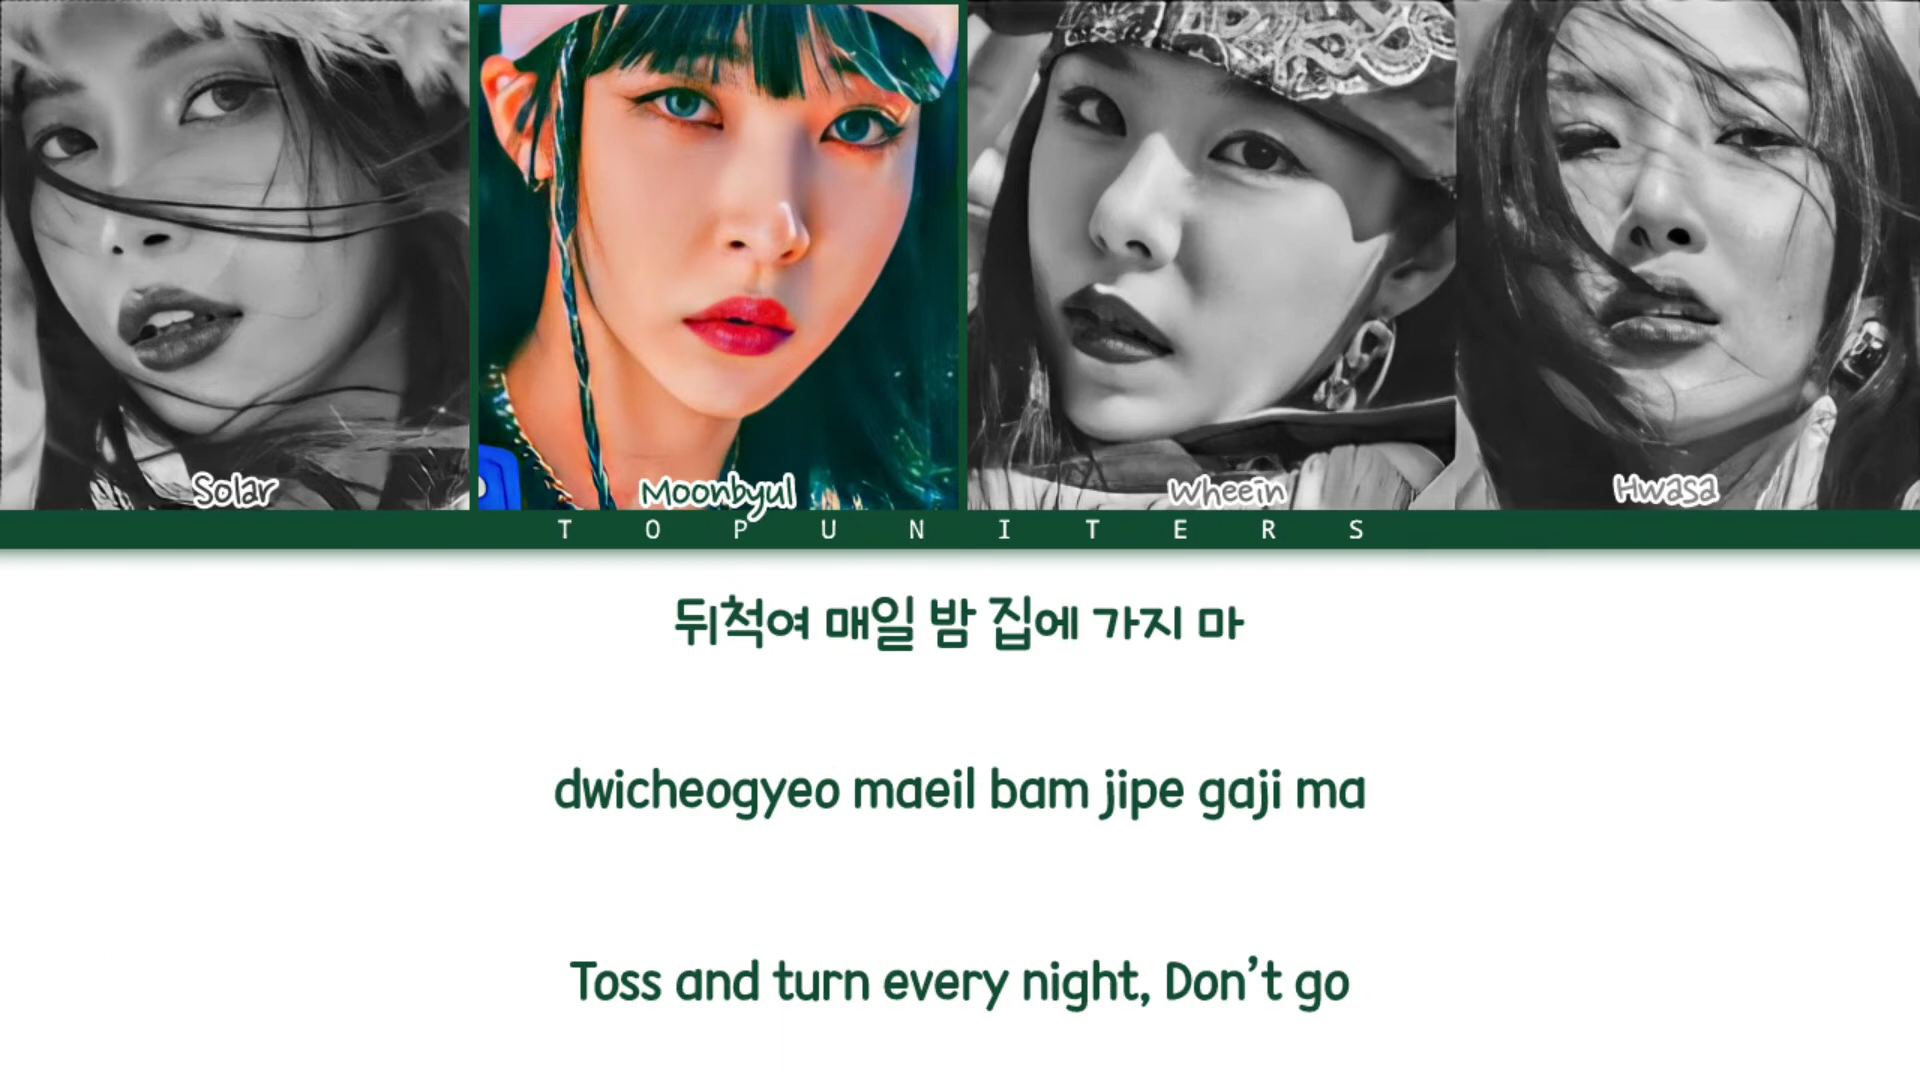 Solar
Moonbyul
Wheein
Hwasa
TOPUNITERS
뒤척여 매일 밤 집에 가지 마
dwicheogyeo maeil bam jipe gaji ma
Toss and turn every night, Don’t go